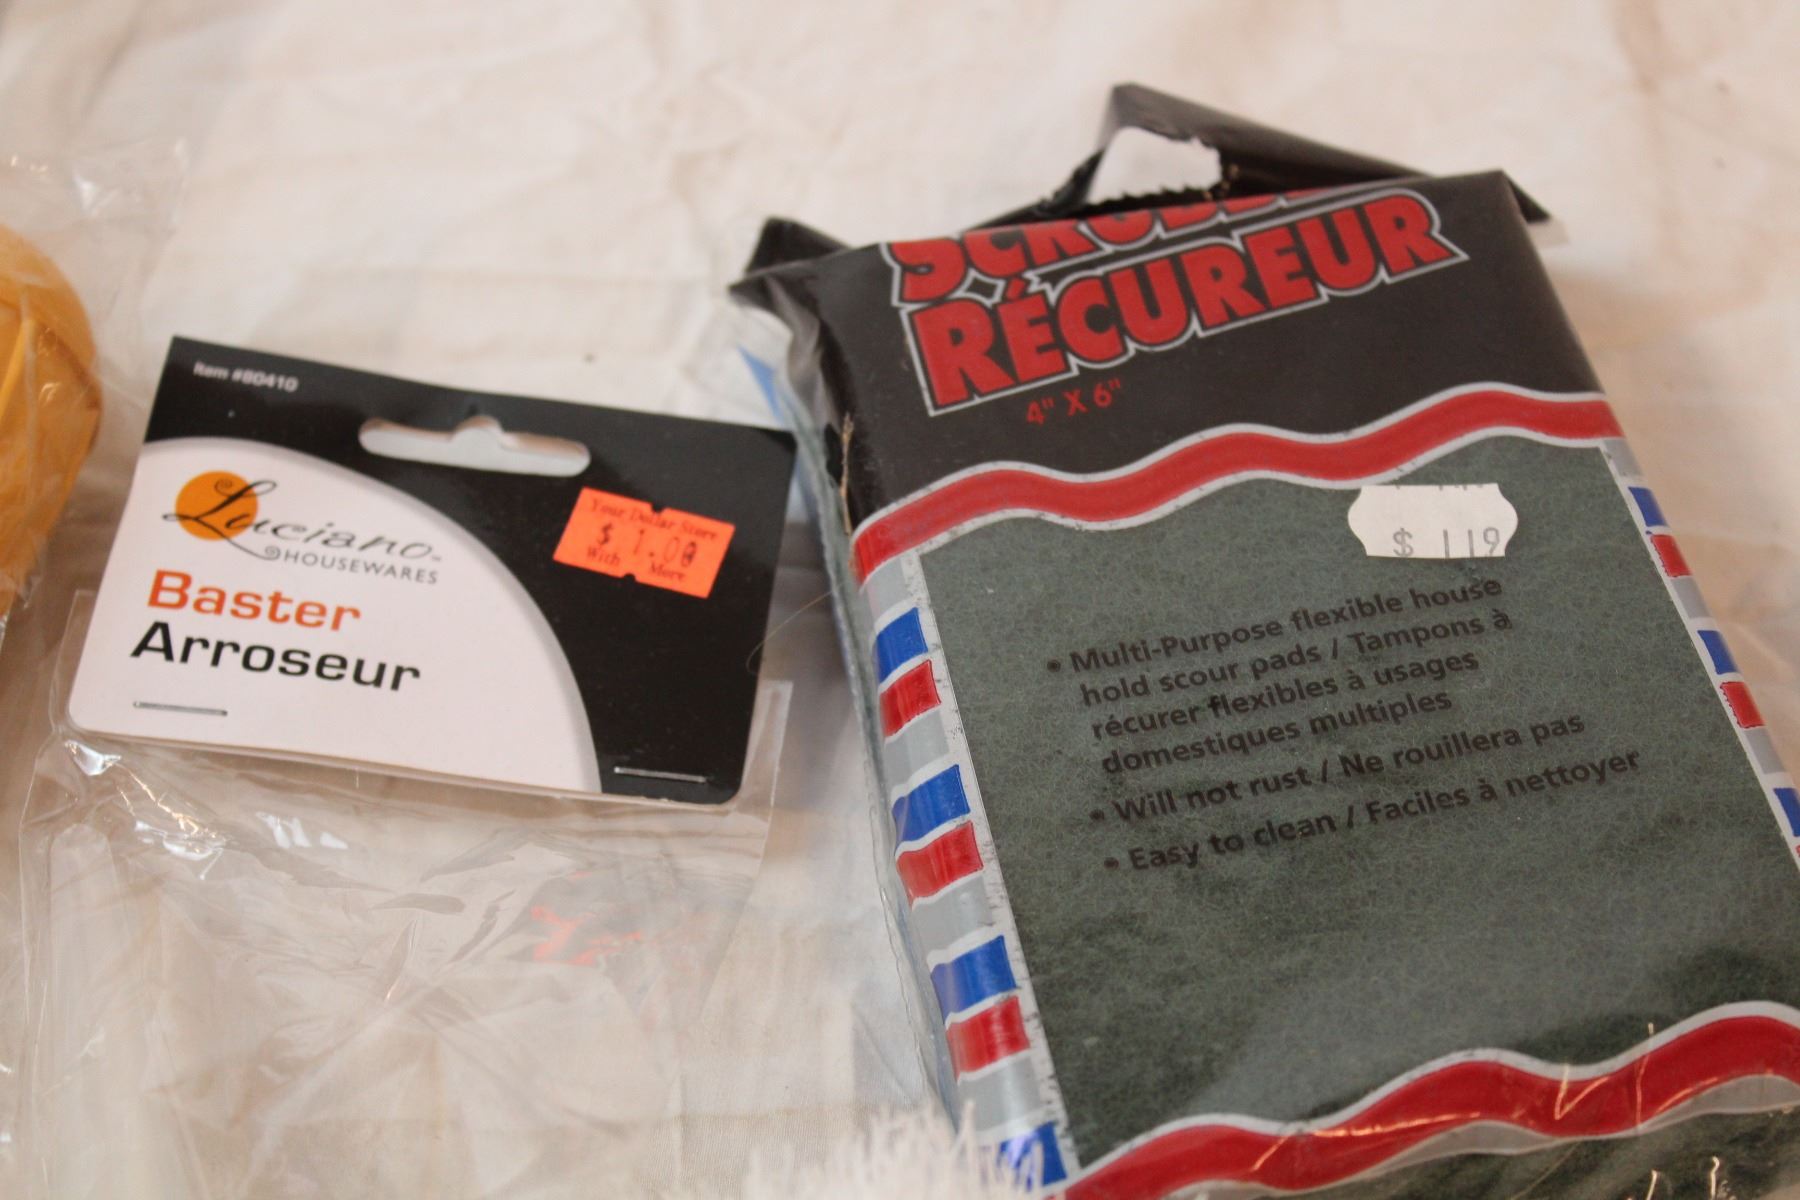 Item #80410
Luciano
HOUSEWARES
Baster
Arroseur
Your Dollar Store
$ 1.00
With More
RÉCUREUR
4" X 6"
$ 119
• Multi-Purpose flexible house
hold scour pads / Tampons à
récurer flexibles à usages
domestiques multiples
• Will not rust / Ne rouillera pas
• Easy to clean / Faciles à nettoyer